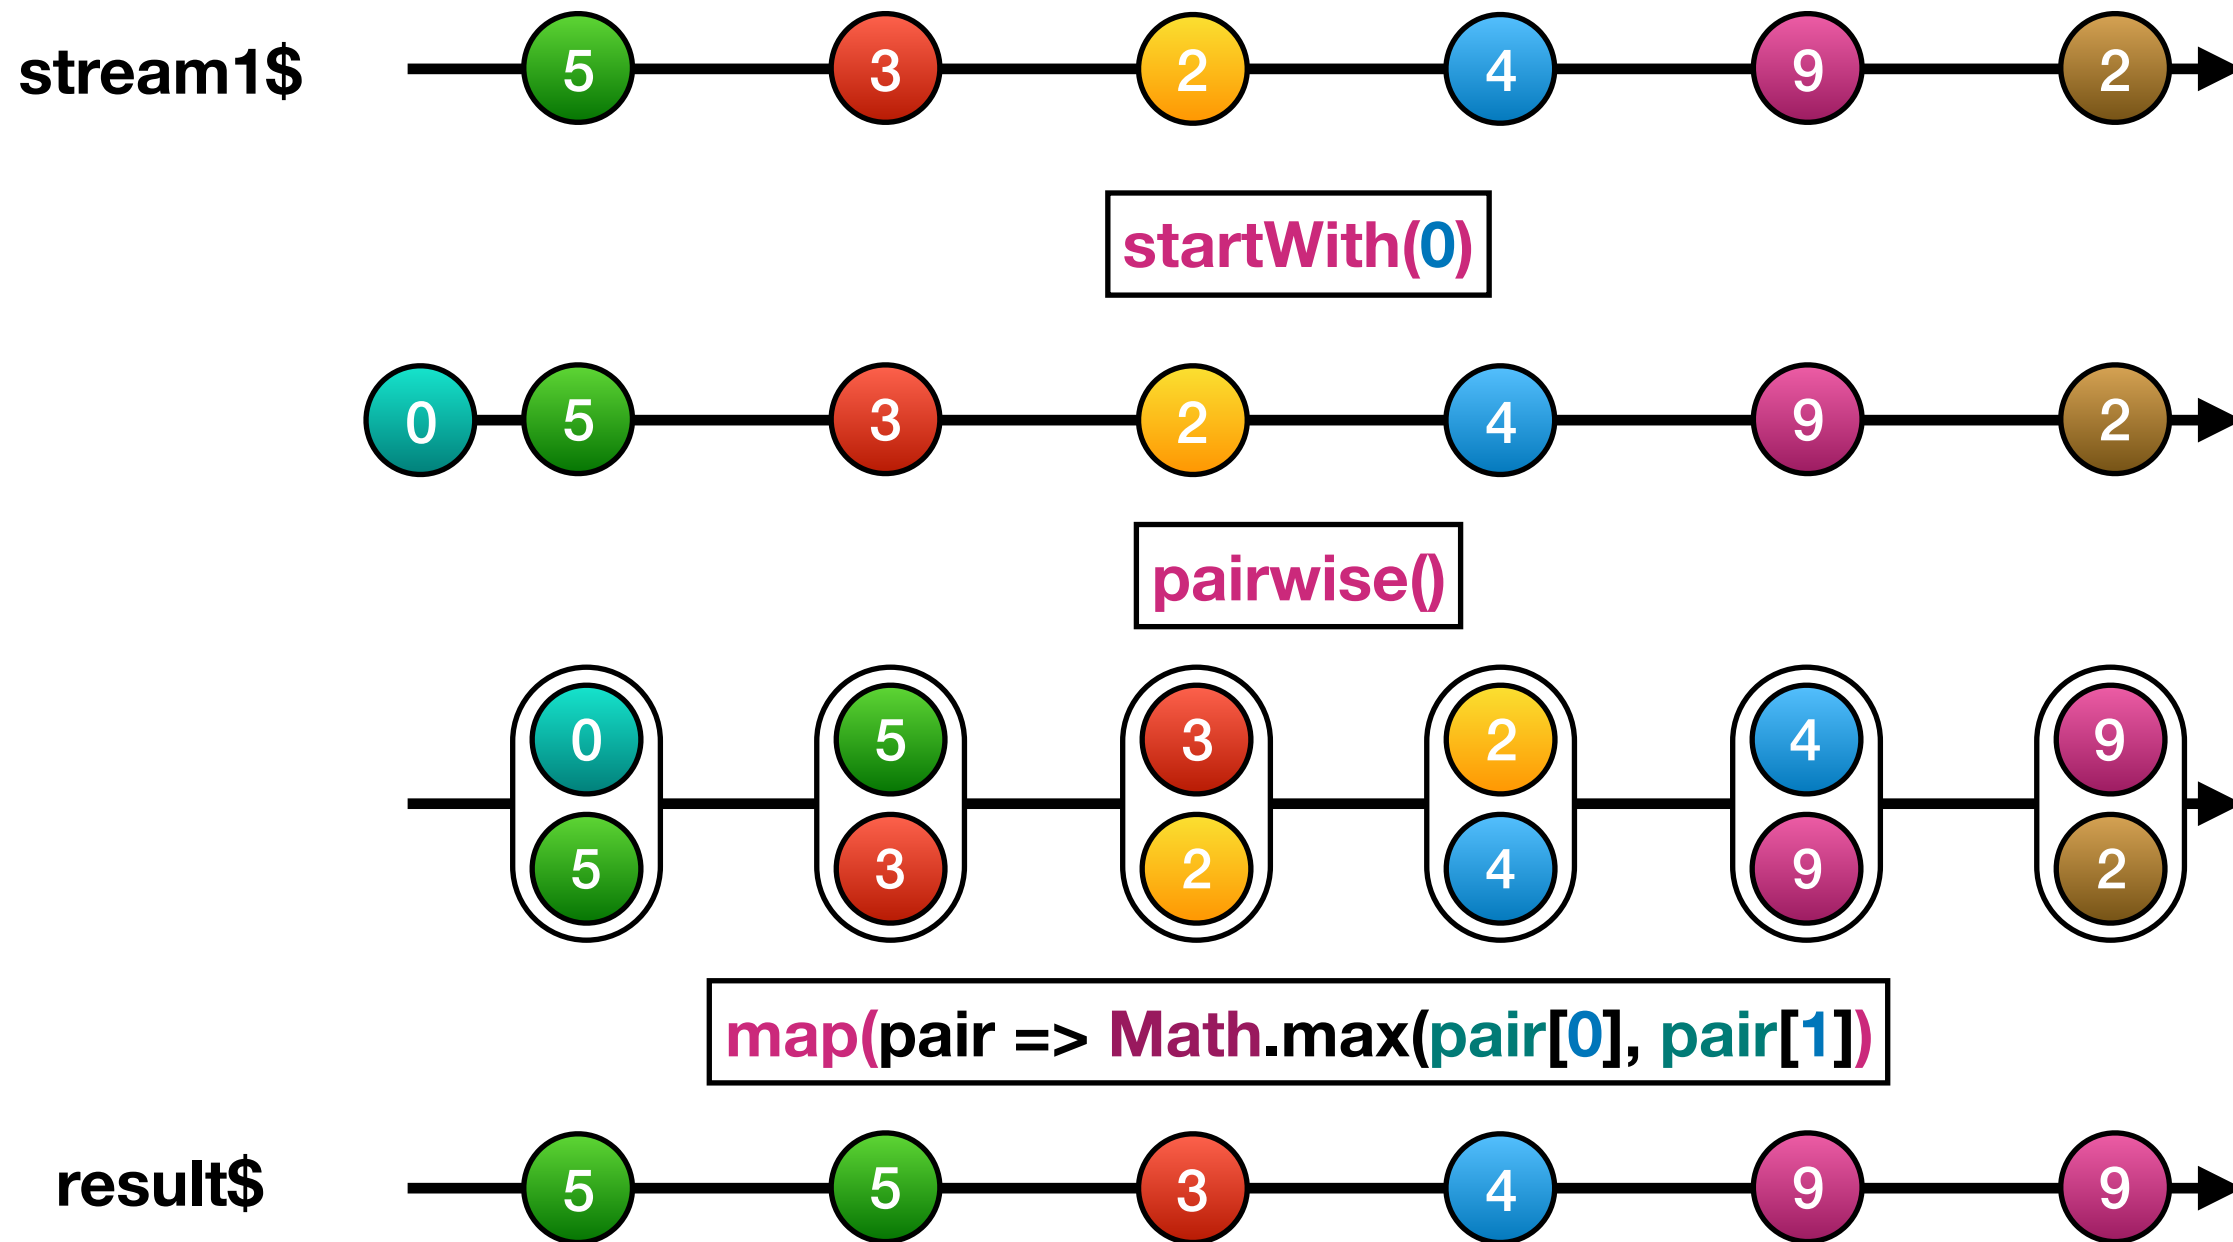 stream1$ 5 3 2 4 9 2
startWith(0)
0 5 3 2 4 9 2
pairwise()
0 5 3 2 4 9
5 3 2 4 9 2
map(pair => Math.max(pair[0], pair[1])
result$ 5 5 3 4 9 9